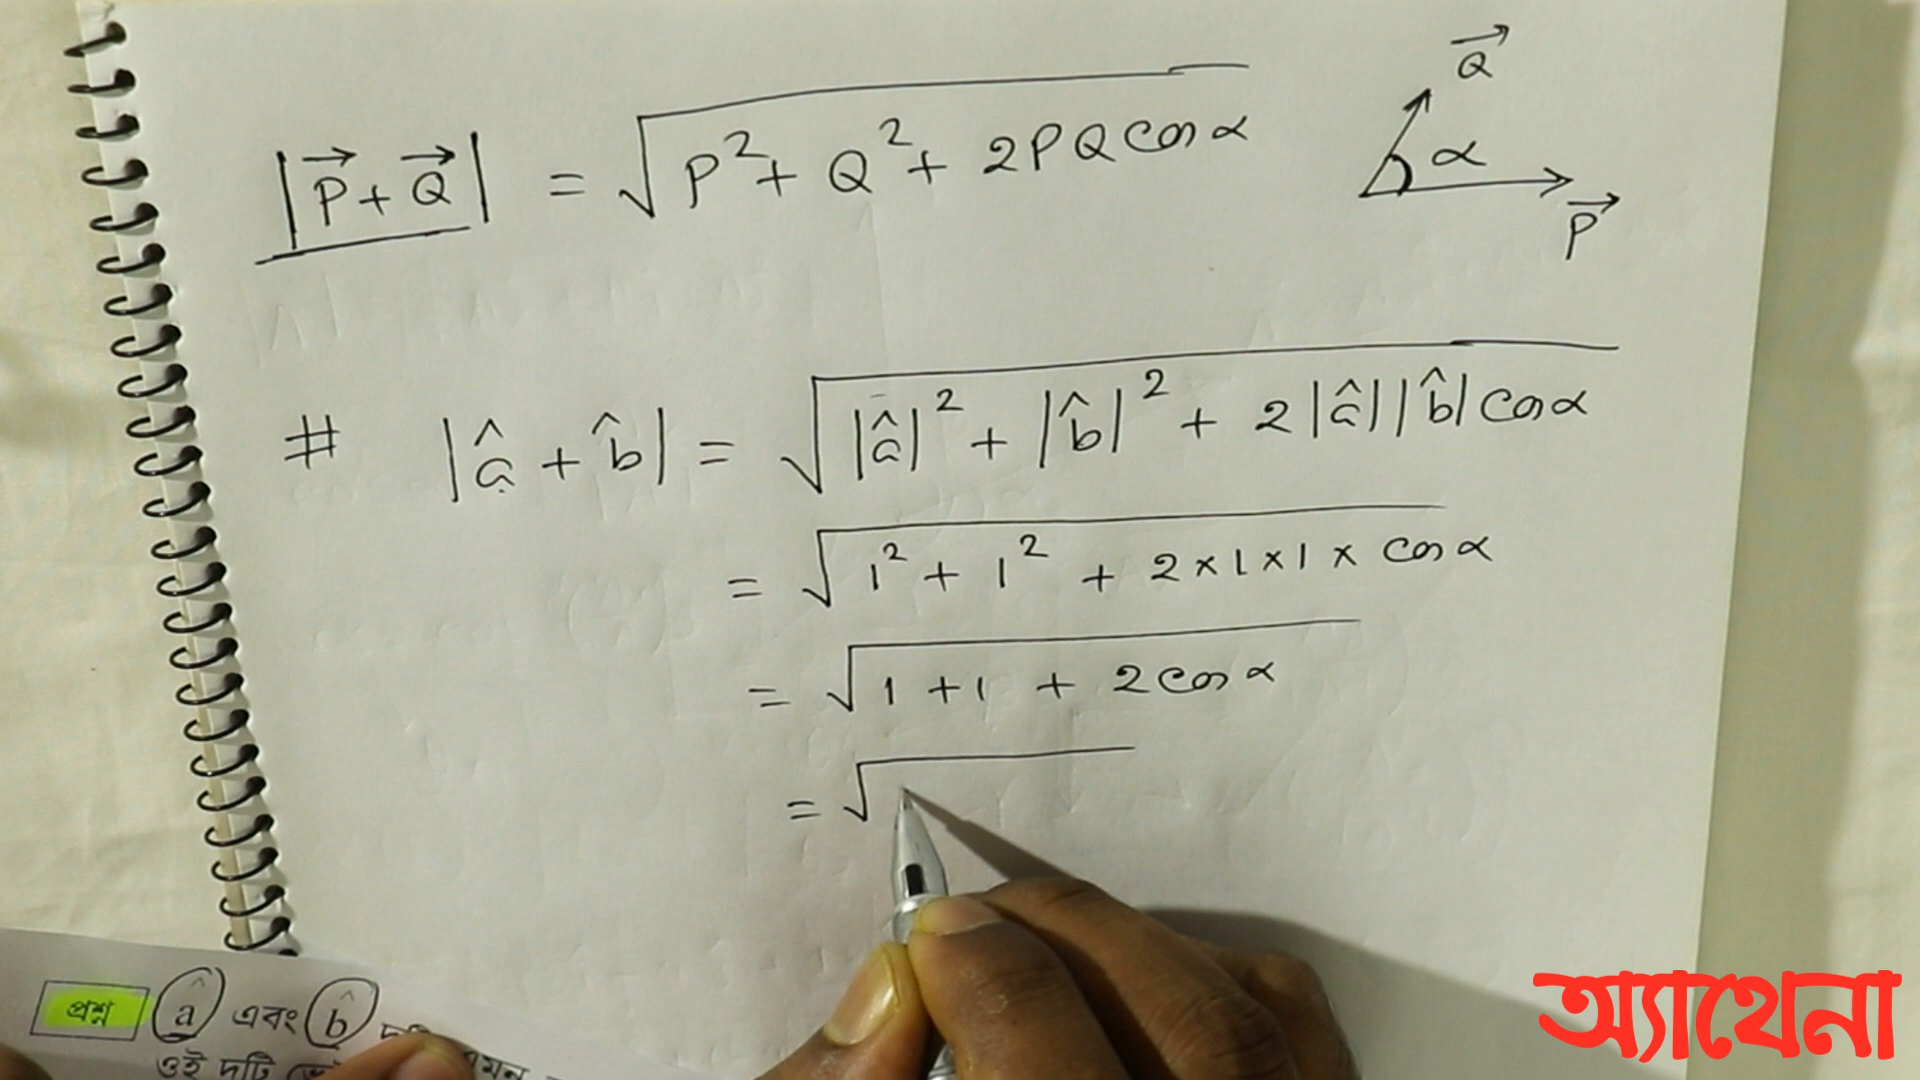 Q⃗
|P⃗ + Q⃗| = √(P² + Q² + 2PQ cos α)
α
P⃗
# |â + b̂| = √(|â|² + |b̂|² + 2|â||b̂| cos α)
= √(1² + 1² + 2×1×1× cos α)
= √(1 + 1 + 2 cos α)
= √
প্রশ্ন â এবং b̂
ওই দুটি
অ্যাথেনা